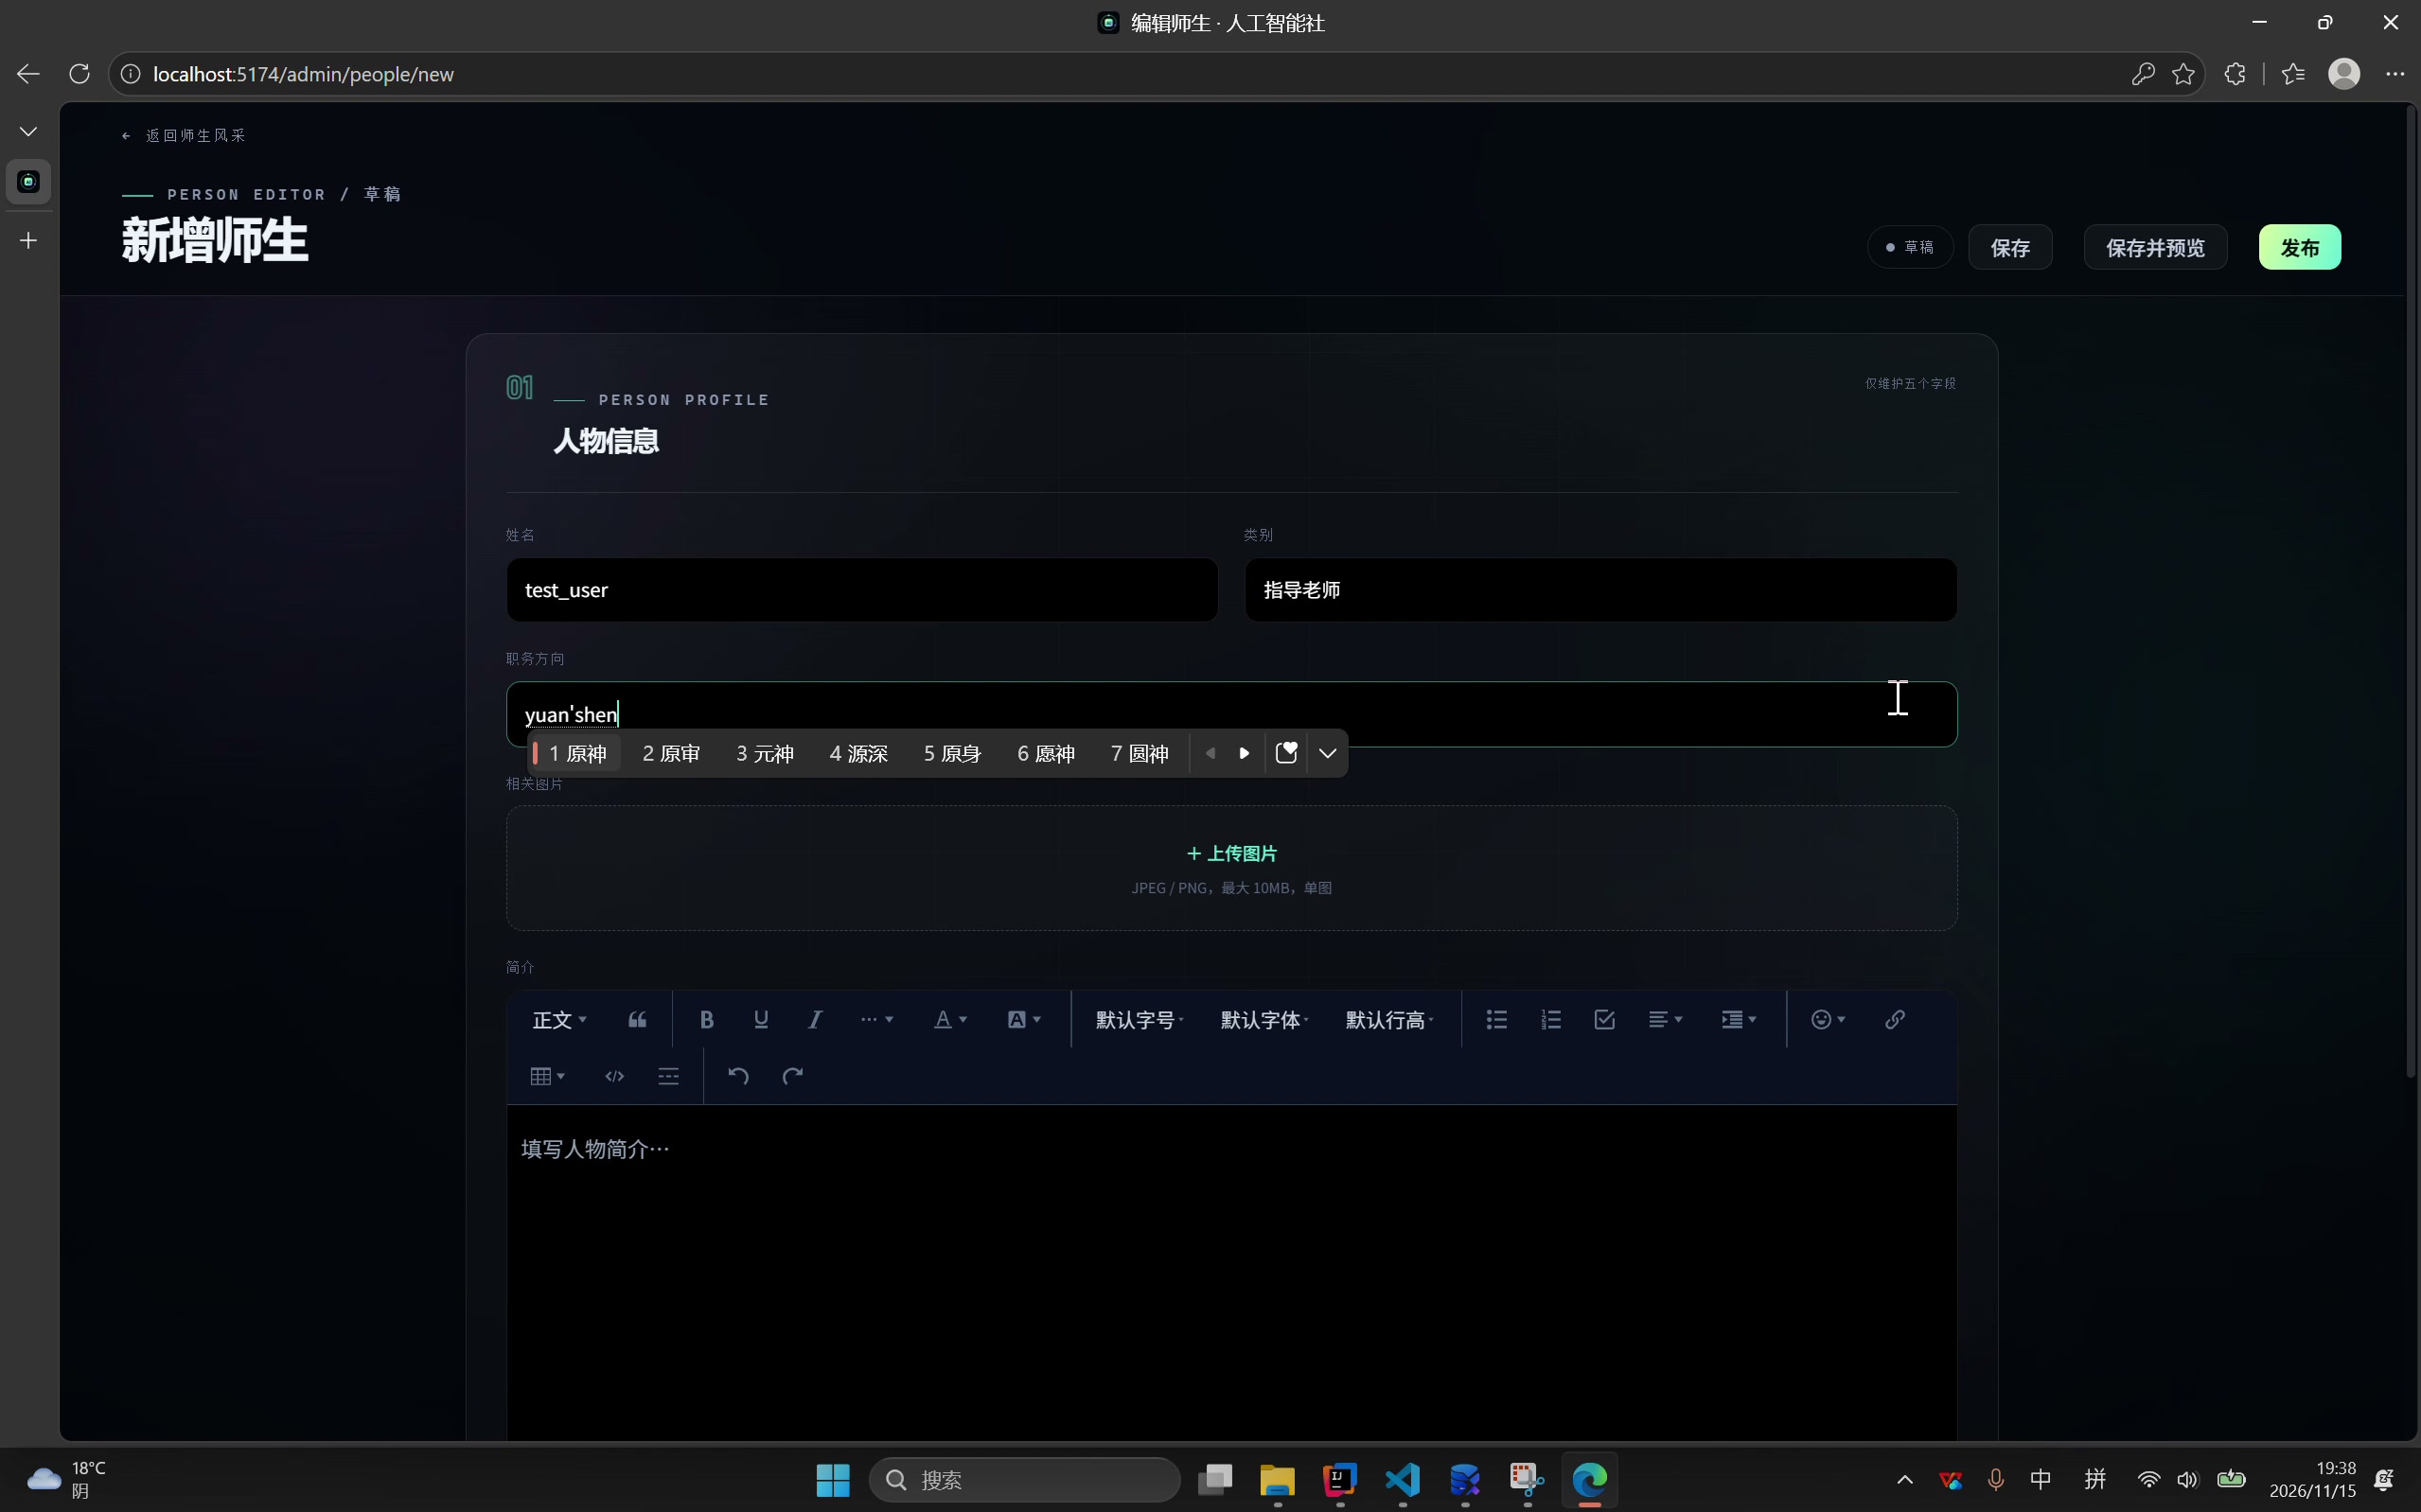 编辑师生 · 人工智能社
localhost:5174/admin/people/new
← 返回师生风采
PERSON EDITOR / 草稿
新增师生
草稿
保存
保存并预览
发布
01
PERSON PROFILE
仅维护五个字段
人物信息
姓名
类别
test_user
指导老师
职务方向
yuan'shen
1 原神 2 原审 3 元神 4 源深 5 原身 6 愿神 7 圆神
相关图片
+ 上传图片
JPEG / PNG，最大 10MB，单图
简介
正文
B U I A A 默认字号 默认字体 默认行高
填写人物简介…
18°C
阴
搜索
中 拼
19:38
2026/11/15